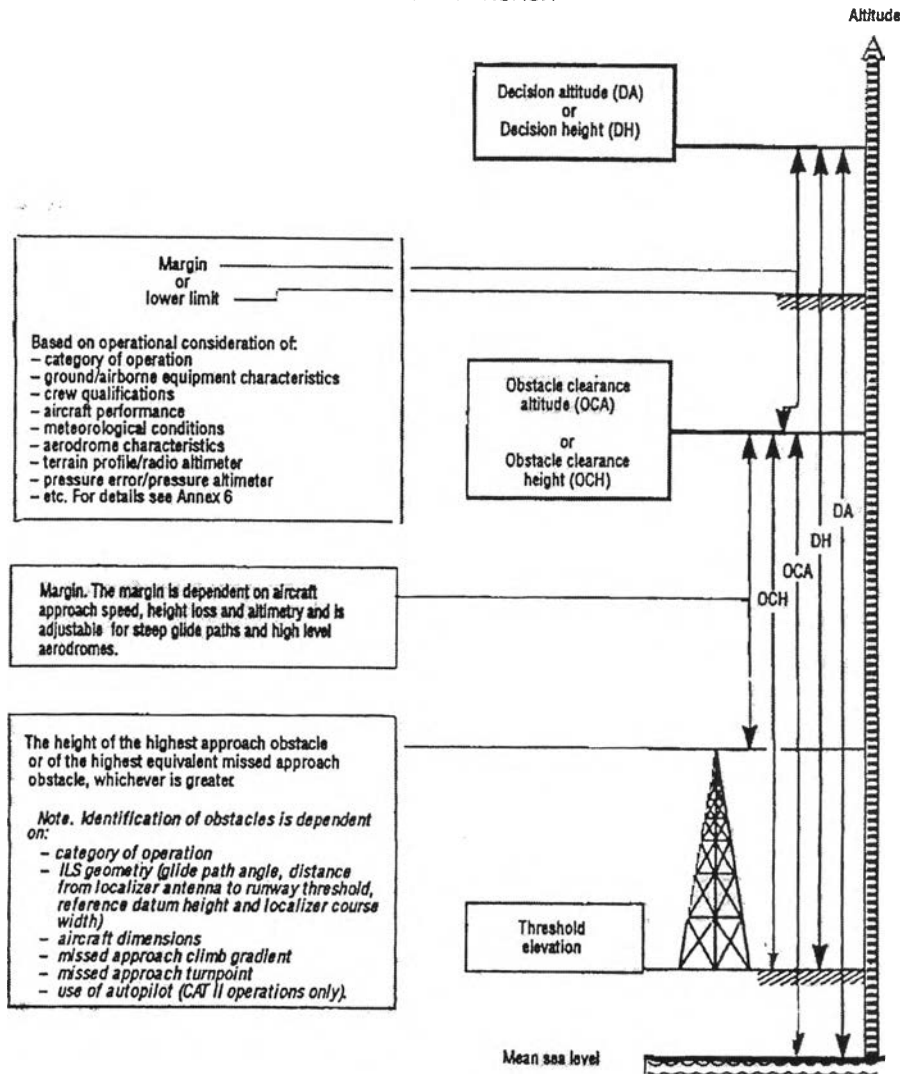 Altitude
Decision altitude (DA)
or
Decision height (DH)
Margin
or
lower limit
Based on operational consideration of:
– category of operation
– ground/airborne equipment characteristics
– crew qualifications
– aircraft performance
– meteorological conditions
– aerodrome characteristics
– terrain profile/radio altimeter
– pressure error/pressure altimeter
– etc. For details see Annex 6
Obstacle clearance
altitude (OCA)
or
Obstacle clearance
height (OCH)
DA
DH
OCA
OCH
Margin. The margin is dependent on aircraft
approach speed, height loss and altimetry and is
adjustable for steep glide paths and high level
aerodromes.
The height of the highest approach obstacle
or of the highest equivalent missed approach
obstacle, whichever is greater.
Note. Identification of obstacles is dependent
on:
– category of operation
– ILS geometry (glide path angle, distance
from localizer antenna to runway threshold,
reference datum height and localizer course
width)
– aircraft dimensions
– missed approach climb gradient
– missed approach turnpoint
– use of autopilot (CAT II operations only).
Threshold
elevation
Mean sea level